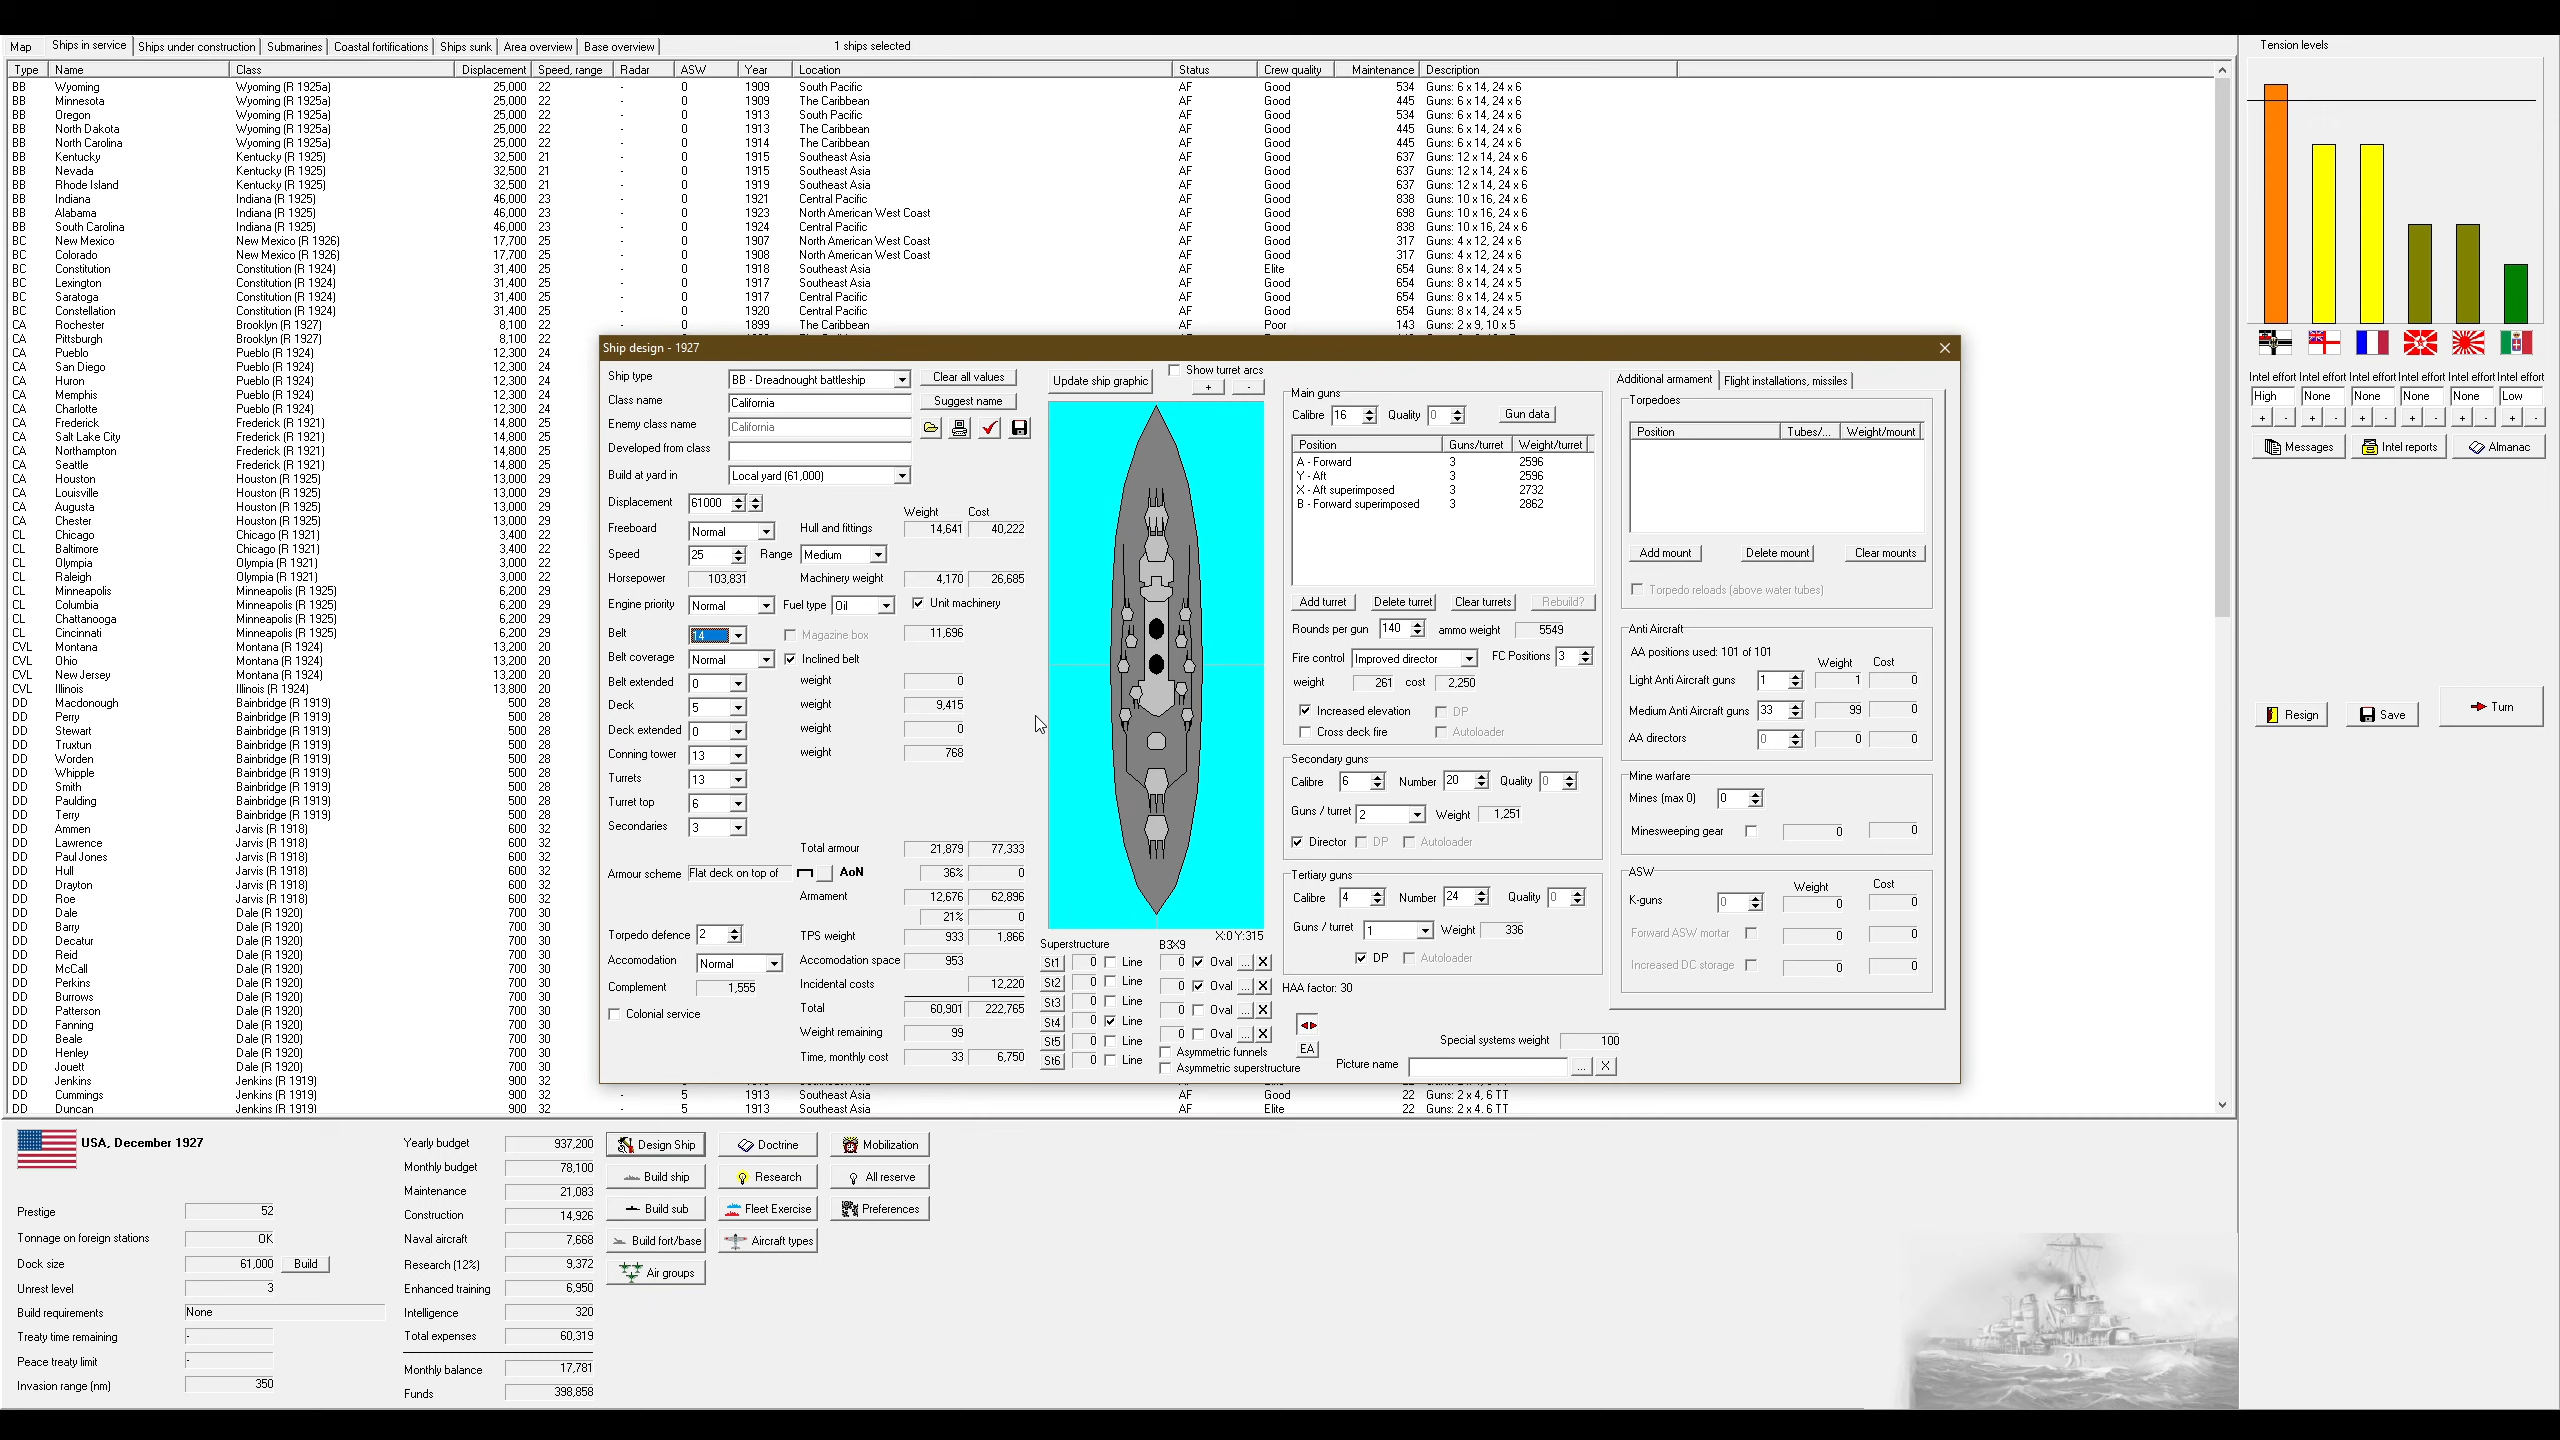 Map Ships in service Ships under construction Submarines Coastal fortifications Ships sunk Area overview Base overview 1 ships selected
Type Name Class Displacement Speed, range Radar ASW Year Location Status Crew quality Maintenance Description
BB Wyoming Wyoming (R 1925a) 25,000 22 - 0 1909 South Pacific AF Good 534 Guns: 6 x 14, 24 x 6
BB Minnesota Wyoming (R 1925a) 25,000 22 - 0 1909 The Caribbean AF Good 445 Guns: 6 x 14, 24 x 6
BB Oregon Wyoming (R 1925a) 25,000 22 - 0 1913 South Pacific AF Good 534 Guns: 6 x 14, 24 x 6
BB North Dakota Wyoming (R 1925a) 25,000 22 - 0 1913 The Caribbean AF Good 445 Guns: 6 x 14, 24 x 6
BB North Carolina Wyoming (R 1925a) 25,000 22 - 0 1914 The Caribbean AF Good 445 Guns: 6 x 14, 24 x 6
BB Kentucky Kentucky (R 1925) 32,500 21 - 0 1915 Southeast Asia AF Good 637 Guns: 12 x 14, 24 x 6
BB Nevada Kentucky (R 1925) 32,500 21 - 0 1915 Southeast Asia AF Good 637 Guns: 12 x 14, 24 x 6
BB Rhode Island Kentucky (R 1925) 32,500 21 - 0 1919 Southeast Asia AF Good 637 Guns: 12 x 14, 24 x 6
BB Indiana Indiana (R 1925) 46,000 23 - 0 1921 Central Pacific AF Good 838 Guns: 10 x 16, 24 x 6
BB Alabama Indiana (R 1925) 46,000 23 - 0 1923 North American West Coast AF Good 698 Guns: 10 x 16, 24 x 6
BB South Carolina Indiana (R 1925) 46,000 23 - 0 1924 Central Pacific AF Good 838 Guns: 10 x 16, 24 x 6
BC New Mexico New Mexico (R 1926) 17,700 25 - 0 1907 North American West Coast AF Good 317 Guns: 4 x 12, 24 x 6
BC Colorado New Mexico (R 1926) 17,700 25 - 0 1908 North American West Coast AF Good 317 Guns: 4 x 12, 24 x 6
BC Constitution Constitution (R 1924) 31,400 25 - 0 1918 Southeast Asia AF Elite 654 Guns: 8 x 14, 24 x 5
BC Lexington Constitution (R 1924) 31,400 25 - 0 1917 Southeast Asia AF Good 654 Guns: 8 x 14, 24 x 5
BC Saratoga Constitution (R 1924) 31,400 25 - 0 1917 Central Pacific AF Good 654 Guns: 8 x 14, 24 x 5
BC Constellation Constitution (R 1924) 31,400 25 - 0 1920 Central Pacific AF Good 654 Guns: 8 x 14, 24 x 5
CA Rochester Brooklyn (R 1927) 8,100 22 - 0 1899 The Caribbean AF Poor 143 Guns: 2 x 9, 10 x 5
CA Pittsburgh Brooklyn (R 1927) 8,100 22
CA Pueblo Pueblo (R 1924) 12,300 24
CA San Diego Pueblo (R 1924) 12,300 24
CA Huron Pueblo (R 1924) 12,300 24
CA Memphis Pueblo (R 1924) 12,300 24
CA Charlotte Pueblo (R 1924) 12,300 24
CA Frederick Frederick (R 1921) 14,800 25
CA Salt Lake City Frederick (R 1921) 14,800 25
CA Northampton Frederick (R 1921) 14,800 25
CA Seattle Frederick (R 1921) 14,800 25
CA Houston Houston (R 1925) 13,000 29
CA Louisville Houston (R 1925) 13,000 29
CA Augusta Houston (R 1925) 13,000 29
CA Chester Houston (R 1925) 13,000 29
CL Chicago Chicago (R 1921) 3,400 22
CL Baltimore Chicago (R 1921) 3,400 22
CL Olympia Olympia (R 1921) 3,000 22
CL Raleigh Olympia (R 1921) 3,000 22
CL Minneapolis Minneapolis (R 1925) 6,200 29
CL Columbia Minneapolis (R 1925) 6,200 29
CL Chattanooga Minneapolis (R 1925) 6,200 29
CL Cincinnati Minneapolis (R 1925) 6,200 29
CVL Montana Montana (R 1924) 13,200 20
CVL Ohio Montana (R 1924) 13,200 20
CVL New Jersey Montana (R 1924) 13,200 20
CVL Illinois Illinois (R 1924) 13,800 20
DD Macdonough Bainbridge (R 1919) 500 28
DD Perry Bainbridge (R 1919) 500 28
DD Stewart Bainbridge (R 1919) 500 28
DD Truxtun Bainbridge (R 1919) 500 28
DD Worden Bainbridge (R 1919) 500 28
DD Whipple Bainbridge (R 1919) 500 28
DD Smith Bainbridge (R 1919) 500 28
DD Paulding Bainbridge (R 1919) 500 28
DD Terry Bainbridge (R 1919) 500 28
DD Ammen Jarvis (R 1918) 600 32
DD Lawrence Jarvis (R 1918) 600 32
DD Paul Jones Jarvis (R 1918) 600 32
DD Hull Jarvis (R 1918) 600 32
DD Drayton Jarvis (R 1918) 600 32
DD Roe Jarvis (R 1918) 600 32
DD Dale Dale (R 1920) 700 30
DD Barry Dale (R 1920) 700 30
DD Decatur Dale (R 1920) 700 30
DD Reid Dale (R 1920) 700 30
DD McCall Dale (R 1920) 700 30
DD Perkins Dale (R 1920) 700 30
DD Burrows Dale (R 1920) 700 30
DD Patterson Dale (R 1920) 700 30
DD Fanning Dale (R 1920) 700 30
DD Beale Dale (R 1920) 700 30
DD Henley Dale (R 1920) 700 30
DD Jouett Dale (R 1920) 700 30
DD Jenkins Jenkins (R 1919) 900 32
DD Cummings Jenkins (R 1919) 900 32 - 5 1913 Southeast Asia AF Good 22 Guns: 2 x 4, 6 TT
DD Duncan Jenkins (R 1919) 900 32 - 5 1913 Southeast Asia AF Elite 22 Guns: 2 x 4, 6 TT
Ship design - 1927
Ship type BB - Dreadnought battleship Clear all values
Class name California Suggest name
Enemy class name California
Developed from class
Build at yard in Local yard (61,000)
Displacement 61000
Weight Cost
Freeboard Normal Hull and fittings 14,641 40,222
Speed 25 Range Medium
Horsepower 103,831 Machinery weight 4,170 26,685
Engine priority Normal Fuel type Oil Unit machinery
Belt 14 Magazine box 11,696
Belt coverage Normal Inclined belt
Belt extended 0 weight 0
Deck 5 weight 9,415
Deck extended 0 weight 0
Conning tower 13 weight 768
Turrets 13
Turret top 6
Secondaries 3
Total armour 21,879 77,333
Armour scheme Flat deck on top of AoN 36% 0
Armament 12,676 62,896
21% 0
Torpedo defence 2 TPS weight 933 1,866
Accomodation Normal Accomodation space 953
Complement 1,555 Incidental costs 12,220
Colonial service Total 60,901 222,765
Weight remaining 99
Time, monthly cost 33 6,750
Update ship graphic Show turret arcs
+ -
X:0 Y:315
Superstructure B3X9
St1 0 Line 0 Oval ... X
St2 0 Line 0 Oval ... X
St3 0 Line 0 Oval ... X
St4 0 Line 0 Oval ... X
St5 0 Line Asymmetric funnels
St6 0 Line Asymmetric superstructure
Main guns
Calibre 16 Quality 0 Gun data
Position Guns/turret Weight/turret
A - Forward 3 2596
Y - Aft 3 2596
X - Aft superimposed 3 2732
B - Forward superimposed 3 2862
Add turret Delete turret Clear turrets Rebuild?
Rounds per gun 140 ammo weight 5549
Fire control Improved director FC Positions 3
weight 261 cost 2,250
Increased elevation DP
Cross deck fire Autoloader
Secondary guns
Calibre 6 Number 20 Quality 0
Guns / turret 2 Weight 1,251
Director DP Autoloader
Tertiary guns
Calibre 4 Number 24 Quality 0
Guns / turret 1 Weight 336
DP Autoloader
HAA factor: 30
EA
Special systems weight 100
Picture name ... X
Additional armament Flight installations, missiles
Torpedoes
Position Tubes/... Weight/mount
Add mount Delete mount Clear mounts
Torpedo reloads (above water tubes)
Anti Aircraft
AA positions used: 101 of 101
Weight Cost
Light Anti Aircraft guns 1 1 0
Medium Anti Aircraft guns 33 99 0
AA directors 0 0 0
Mine warfare
Mines (max 0) 0
Minesweeping gear 0 0
ASW
Weight Cost
K-guns 0 0 0
Forward ASW mortar 0 0
Increased DC storage 0 0
Tension levels
Intel effort Intel effort Intel effort Intel effort Intel effort Intel effort
High None None None None Low
+ - + - + - + - + - + -
Messages Intel reports Almanac
Resign Save Turn
USA, December 1927
Prestige 52
Tonnage on foreign stations OK
Dock size 61,000 Build
Unrest level 3
Build requirements None
Treaty time remaining -
Peace treaty limit -
Invasion range (nm) 350
Yearly budget 937,200
Monthly budget 78,100
Maintenance 21,083
Construction 14,926
Naval aircraft 7,668
Research (12%) 9,372
Enhanced training 6,950
Intelligence 320
Total expenses 60,319
Monthly balance 17,781
Funds 398,858
Design Ship Doctrine Mobilization
Build ship Research All reserve
Build sub Fleet Exercise Preferences
Build fort/base Aircraft types
Air groups